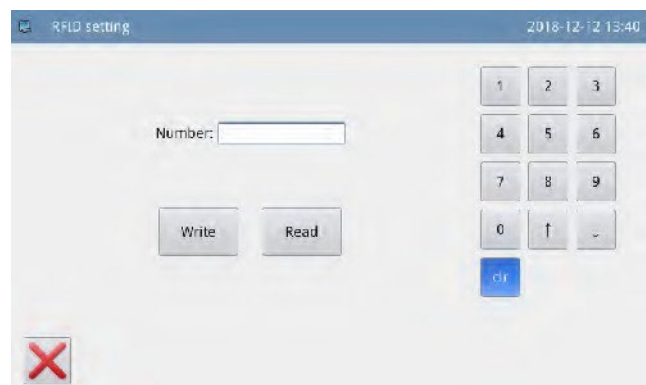 RFID setting 2018-12-12 13:40
1 2 3
Number: 4 5 6
7 8 9
Write Read 0 ↑ -
clr